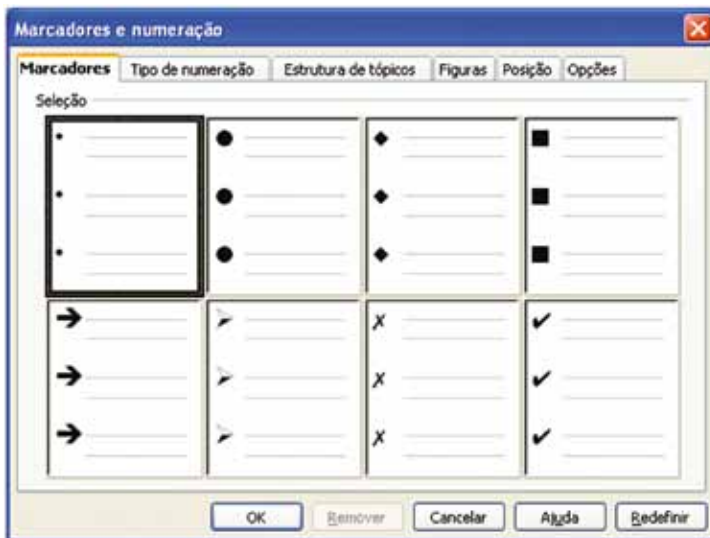 Marcadores e numeração
Marcadores Tipo de numeração Estrutura de tópicos Figuras Posição Opções
Seleção
OK Remover Cancelar Ajuda Redefinir